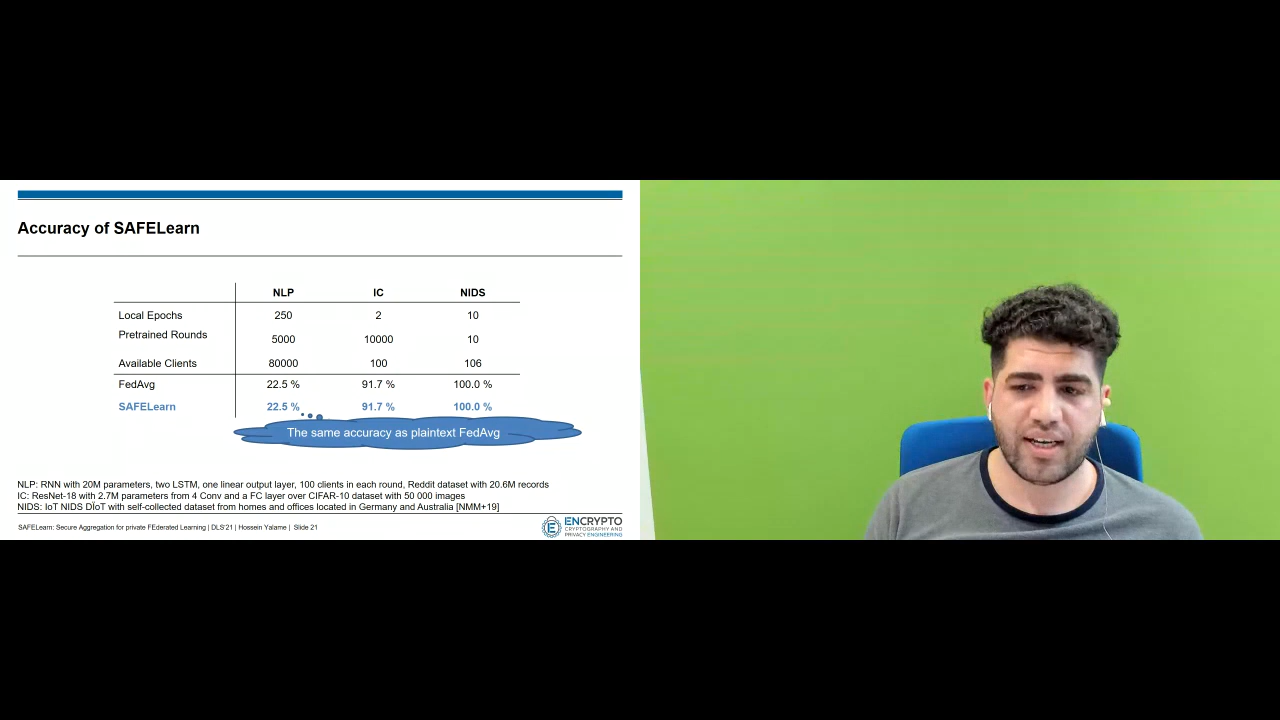 Accuracy of SAFELearn
NLP IC NIDS
Local Epochs 250 2 10
Pretrained Rounds 5000 10000 10
Available Clients 80000 100 106
FedAvg 22.5 % 91.7 % 100.0 %
SAFELearn 22.5 % 91.7 % 100.0 %
The same accuracy as plaintext FedAvg
NLP: RNN with 20M parameters, two LSTM, one linear output layer, 100 clients in each round, Reddit dataset with 20.6M records
IC: ResNet-18 with 2.7M parameters from 4 Conv and a FC layer over CIFAR-10 dataset with 50 000 images
NIDS: IoT NIDS DÏoT with self-collected dataset from homes and offices located in Germany and Australia [NMM+19]
SAFELearn: Secure Aggregation for private FEderated Learning | DLS'21 | Hossein Yalame | Slide 21
ENCRYPTO
CRYPTOGRAPHY AND
PRIVACY ENGINEERING